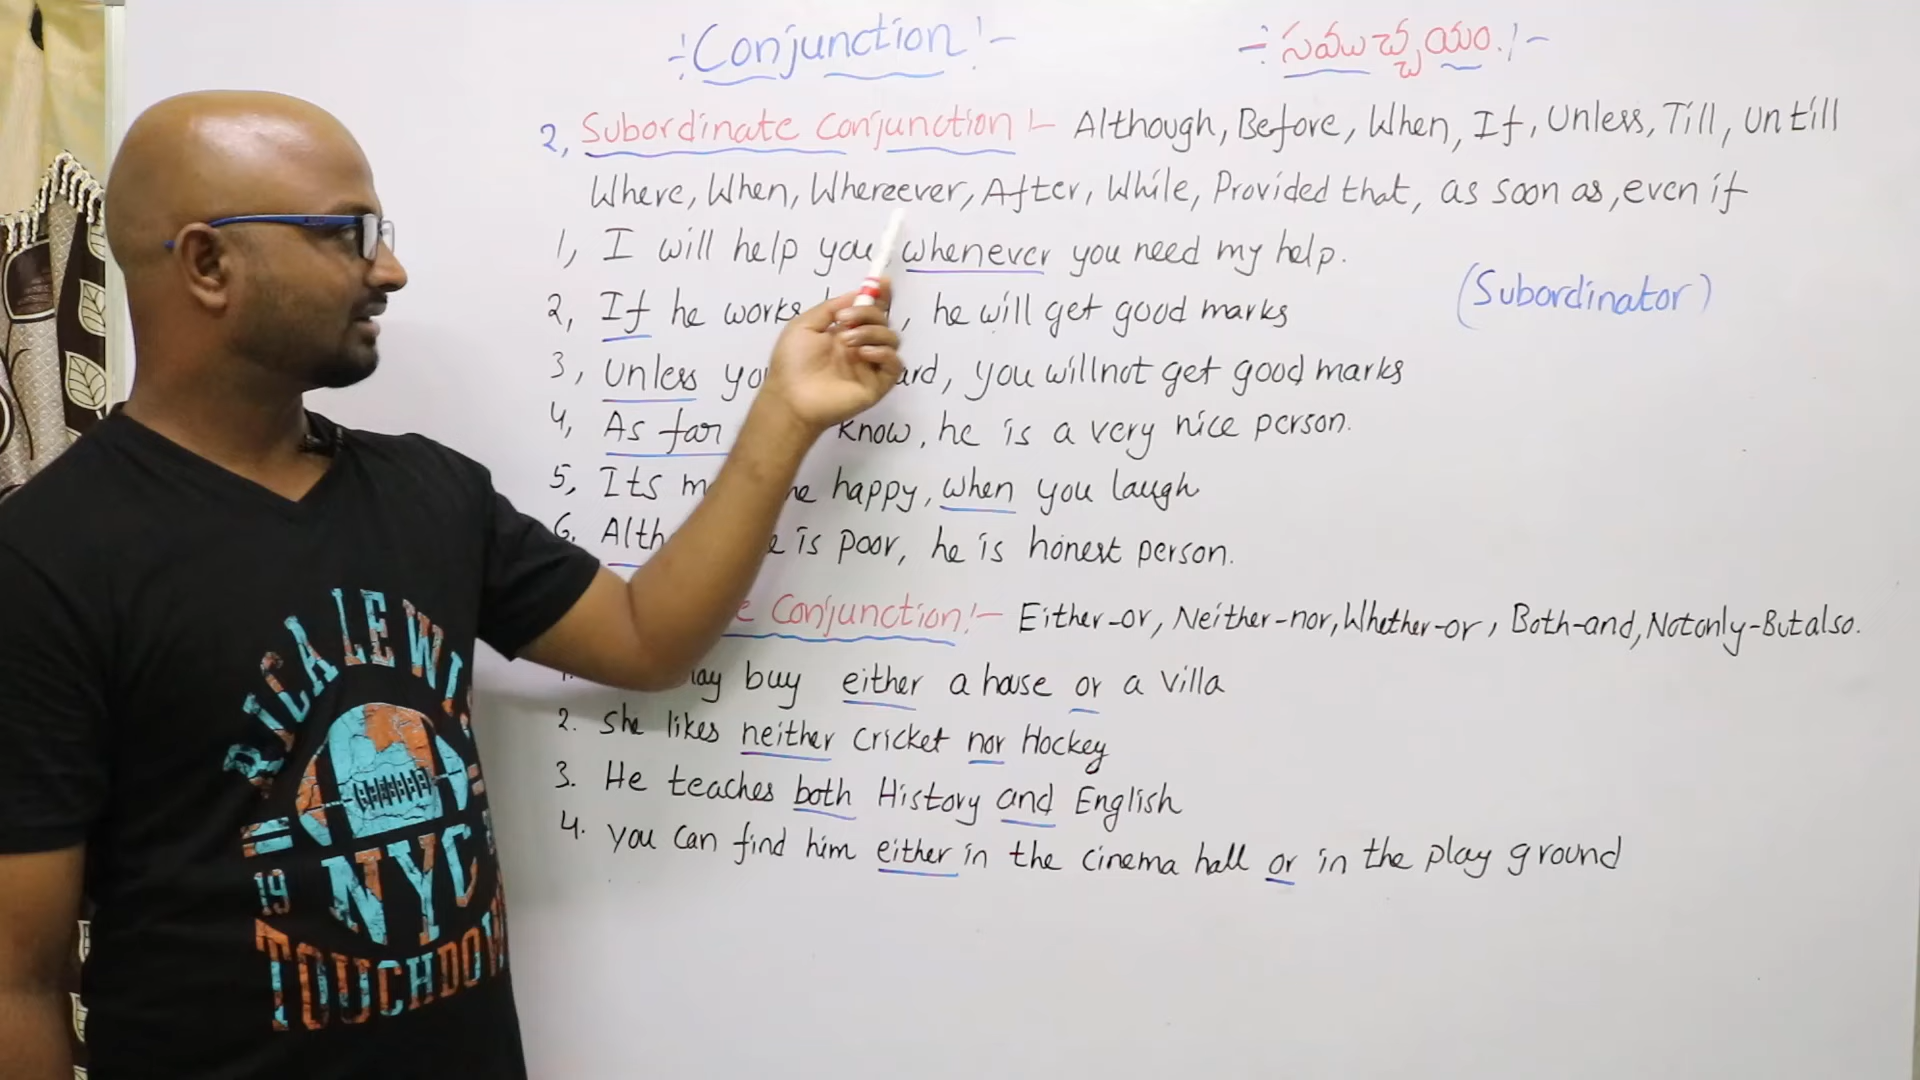 -:Conjunction:-
-:సముచ్చయం:-
2, Subordinate Conjunction :- Although, Before, When, If, Unless, Till, Untill
Where, When, Whereever, After, While, Provided that, as soon as, even if
1, I will help you whenever you need my help.
(Subordinator)
2, If he works , he will get good marks
3, Unless ard, you willnot get good marks
4, As far know, he is a very nice person.
5, Its happy, when you laugh
6. Alth is poor, he is honest person.
Conjunction:- Either-or, Neither-nor, Whether-or, Both-and, Notonly-Butalso.
1. buy either a house or a villa
2. She likes neither cricket nor Hockey
3. He teaches both History and English
4. you can find him either in the cinema hall or in the play ground
19
NYC
TOUCHDOW